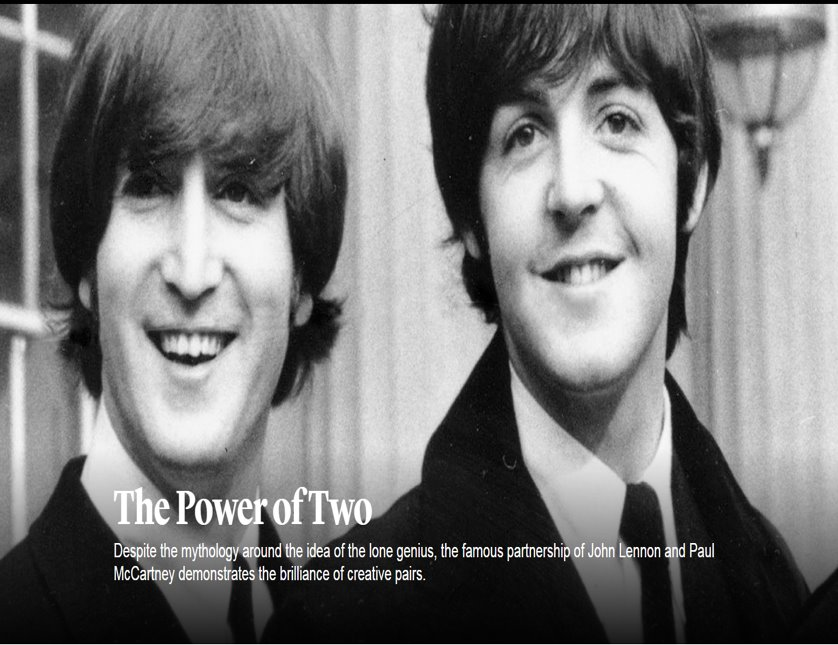 The Power of Two
Despite the mythology around the idea of the lone genius, the famous partnership of John Lennon and Paul
McCartney demonstrates the brilliance of creative pairs.